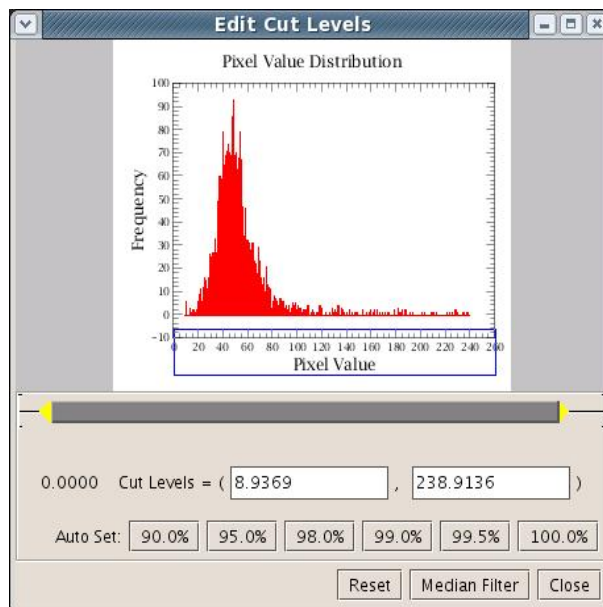 Edit Cut Levels
Pixel Value Distribution
100
90
80
70
60
50
40
30
20
10
0
-10
Frequency
0 20 40 60 80 100 120 140 160 180 200 220 240 260
Pixel Value
0.0000 Cut Levels = ( 8.9369 , 238.9136 )
Auto Set: 90.0% 95.0% 98.0% 99.0% 99.5% 100.0%
Reset Median Filter Close